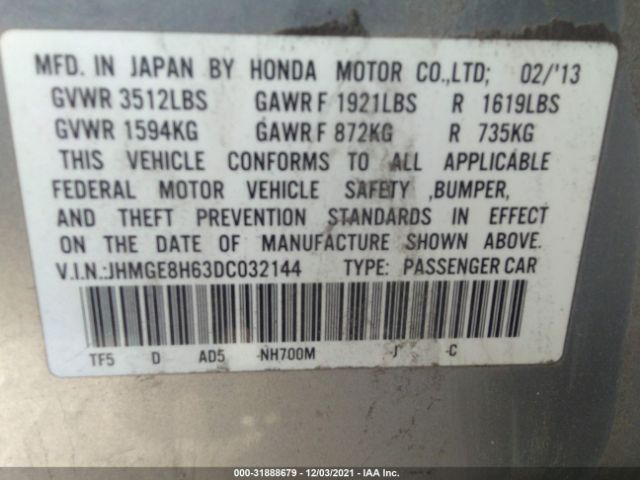 MFD. IN JAPAN BY HONDA MOTOR CO.,LTD; 02/'13
GVWR 3512LBS GAWR F 1921LBS R 1619LBS
GVWR 1594KG GAWR F 872KG R 735KG
THIS VEHICLE CONFORMS TO ALL APPLICABLE
FEDERAL MOTOR VEHICLE SAFETY ,BUMPER,
AND THEFT PREVENTION STANDARDS IN EFFECT
ON THE DATE OF MANUFACTURE SHOWN ABOVE.
V.I.N.:JHMGE8H63DC032144 TYPE: PASSENGER CAR
TF5 D AD5 -NH700M J -C
000-31888679 - 12/03/2021 - IAA Inc.